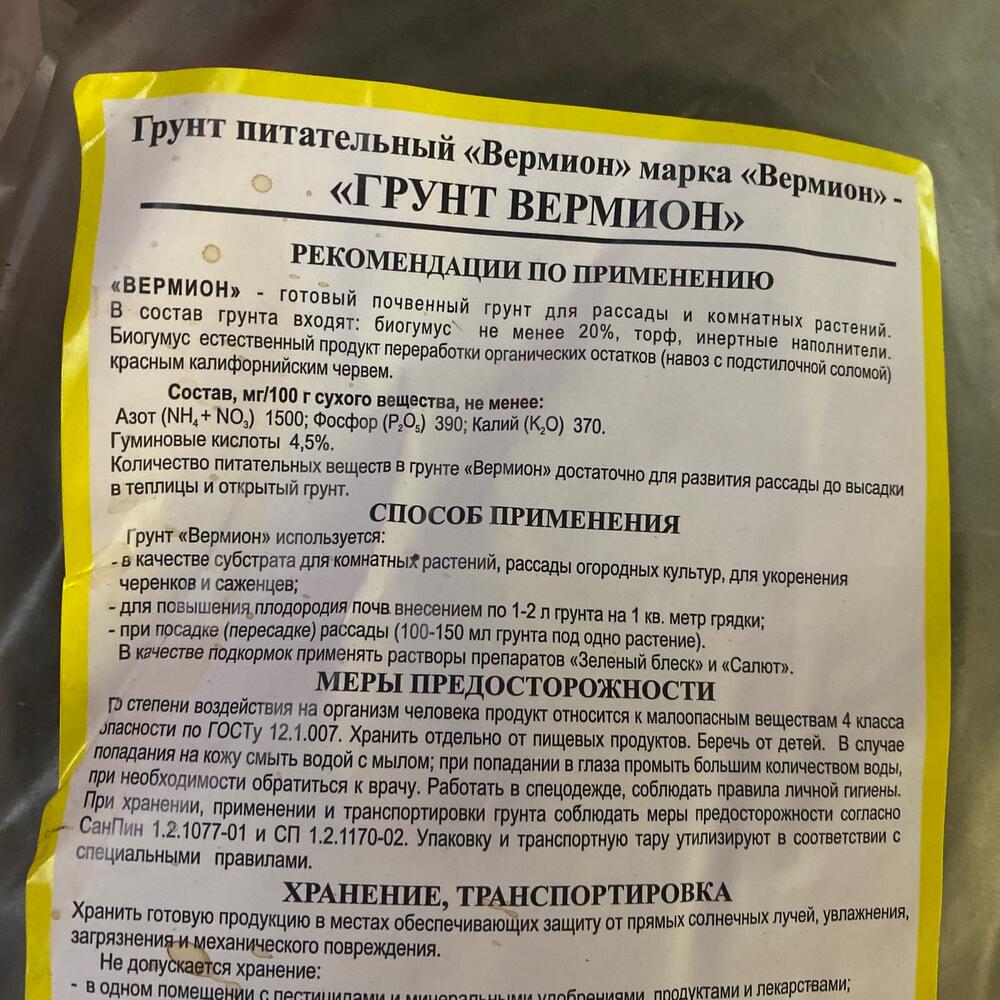 Грунт питательный «Вермион» марка «Вермион» -
«ГРУНТ ВЕРМИОН»
РЕКОМЕНДАЦИИ ПО ПРИМЕНЕНИЮ
«ВЕРМИОН» - готовый почвенный грунт для рассады и комнатных растений.
В состав грунта входят: биогумус не менее 20%, торф, инертные наполнители.
Биогумус естественный продукт переработки органических остатков (навоз с подстилочной соломой)
красным калифорнийским червем.
Состав, мг/100 г сухого вещества, не менее:
Азот (NH₄ + NO₃) 1500; Фосфор (P₂O₅) 390; Калий (K₂O) 370.
Гуминовые кислоты 4,5%.
Количество питательных веществ в грунте «Вермион» достаточно для развития рассады до высадки
в теплицы и открытый грунт.
СПОСОБ ПРИМЕНЕНИЯ
Грунт «Вермион» используется:
- в качестве субстрата для комнатных растений, рассады огородных культур, для укоренения
черенков и саженцев;
- для повышения плодородия почв внесением по 1-2 л грунта на 1 кв. метр грядки;
- при посадке (пересадке) рассады (100-150 мл грунта под одно растение).
В качестве подкормок применять растворы препаратов «Зеленый блеск» и «Салют».
МЕРЫ ПРЕДОСТОРОЖНОСТИ
По степени воздействия на организм человека продукт относится к малоопасным веществам 4 класса
опасности по ГОСТу 12.1.007. Хранить отдельно от пищевых продуктов. Беречь от детей. В случае
попадания на кожу смыть водой с мылом; при попадании в глаза промыть большим количеством воды,
при необходимости обратиться к врачу. Работать в спецодежде, соблюдать правила личной гигиены.
При хранении, применении и транспортировки грунта соблюдать меры предосторожности согласно
СанПин 1.2.1077-01 и СП 1.2.1170-02. Упаковку и транспортную тару утилизируют в соответствии с
специальными правилами.
ХРАНЕНИЕ, ТРАНСПОРТИРОВКА
Хранить готовую продукцию в местах обеспечивающих защиту от прямых солнечных лучей, увлажнения,
загрязнения и механического повреждения.
Не допускается хранение:
- в одном помещении с пестицидами и минеральными удобрениями, продуктами и лекарствами;